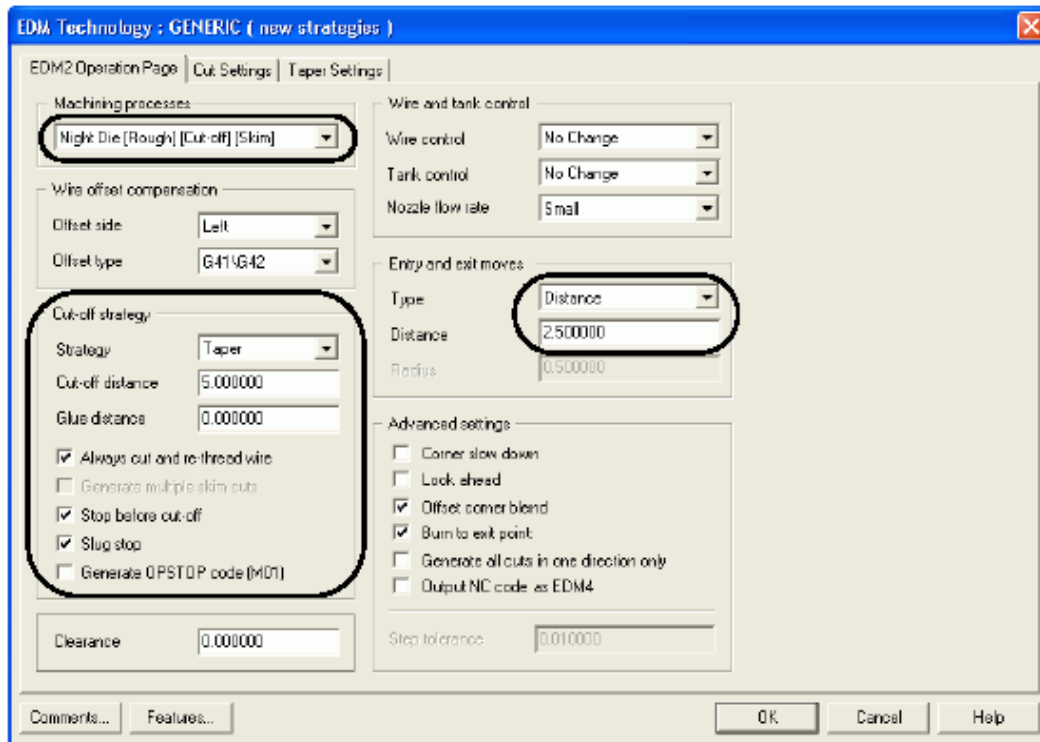 EDM Technology : GENERIC ( new strategies )
EDM2 Operation Page
Cut Settings
Taper Settings
Machining processes
Night Die [Rough] [Cut-off] [Skim]
Wire offset compensation
Offset side
Left
Offset type
G41\G42
Cut-off strategy
Strategy
Taper
Cut-off distance
5.000000
Glue distance
0.000000
Always cut and re-thread wire
Generate multiple skim cuts
Stop before cut-off
Slug stop
Generate OPSTOP code (M01)
Clearance
0.000000
Wire and tank control
Wire control
No Change
Tank control
No Change
Nozzle flow rate
Small
Entry and exit moves
Type
Distance
Distance
2.500000
Radius
0.500000
Advanced settings
Corner slow down
Look ahead
Offset corner blend
Burn to exit point
Generate all cuts in one direction only
Output NC code as EDM4
Step tolerance
0.010000
Comments...
Features...
OK
Cancel
Help